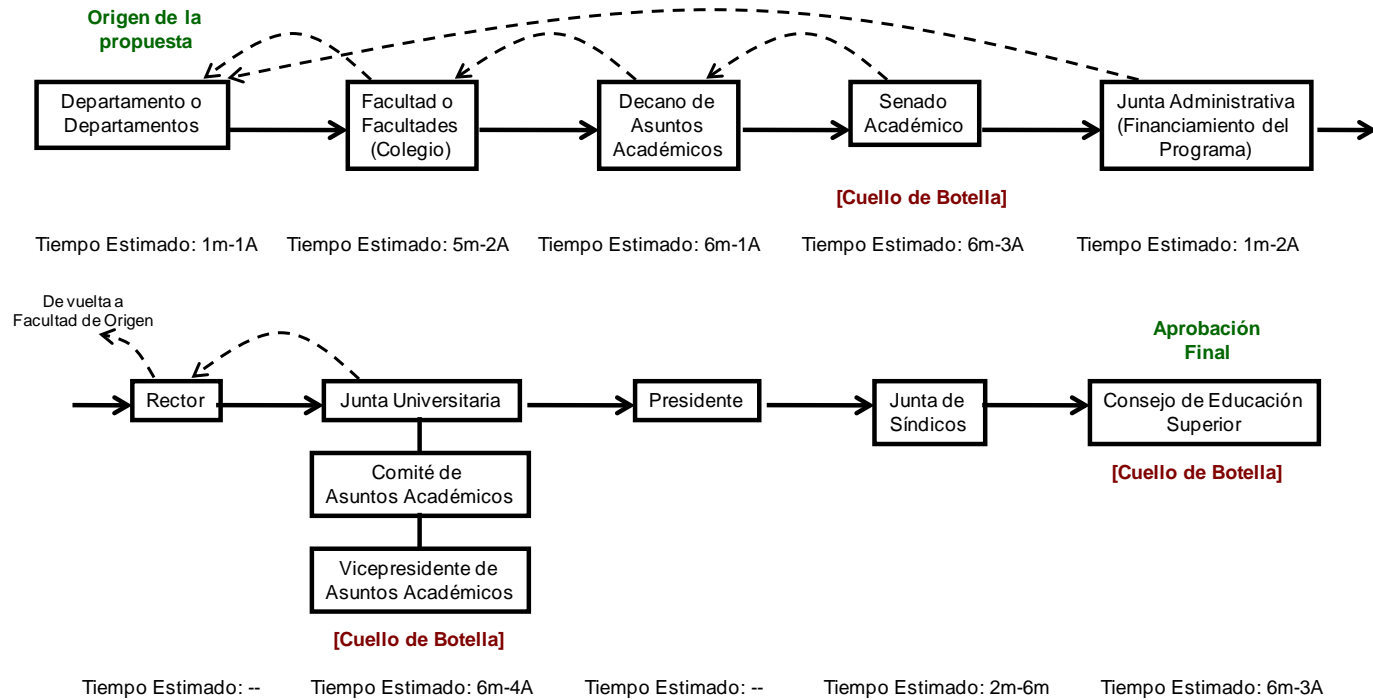 Origen de la
propuesta
Departamento o
Departamentos
Facultad o
Facultades
(Colegio)
Decano de
Asuntos
Académicos
Senado
Académico
Junta Administrativa
(Financiamiento del
Programa)
[Cuello de Botella]
Tiempo Estimado: 1m-1A
Tiempo Estimado: 5m-2A
Tiempo Estimado: 6m-1A
Tiempo Estimado: 6m-3A
Tiempo Estimado: 1m-2A
De vuelta a
Facultad de Origen
Aprobación
Final
Rector
Junta Universitaria
Presidente
Junta de
Síndicos
Consejo de Educación
Superior
[Cuello de Botella]
Comité de
Asuntos Académicos
Vicepresidente de
Asuntos Académicos
[Cuello de Botella]
Tiempo Estimado: --
Tiempo Estimado: 6m-4A
Tiempo Estimado: --
Tiempo Estimado: 2m-6m
Tiempo Estimado: 6m-3A